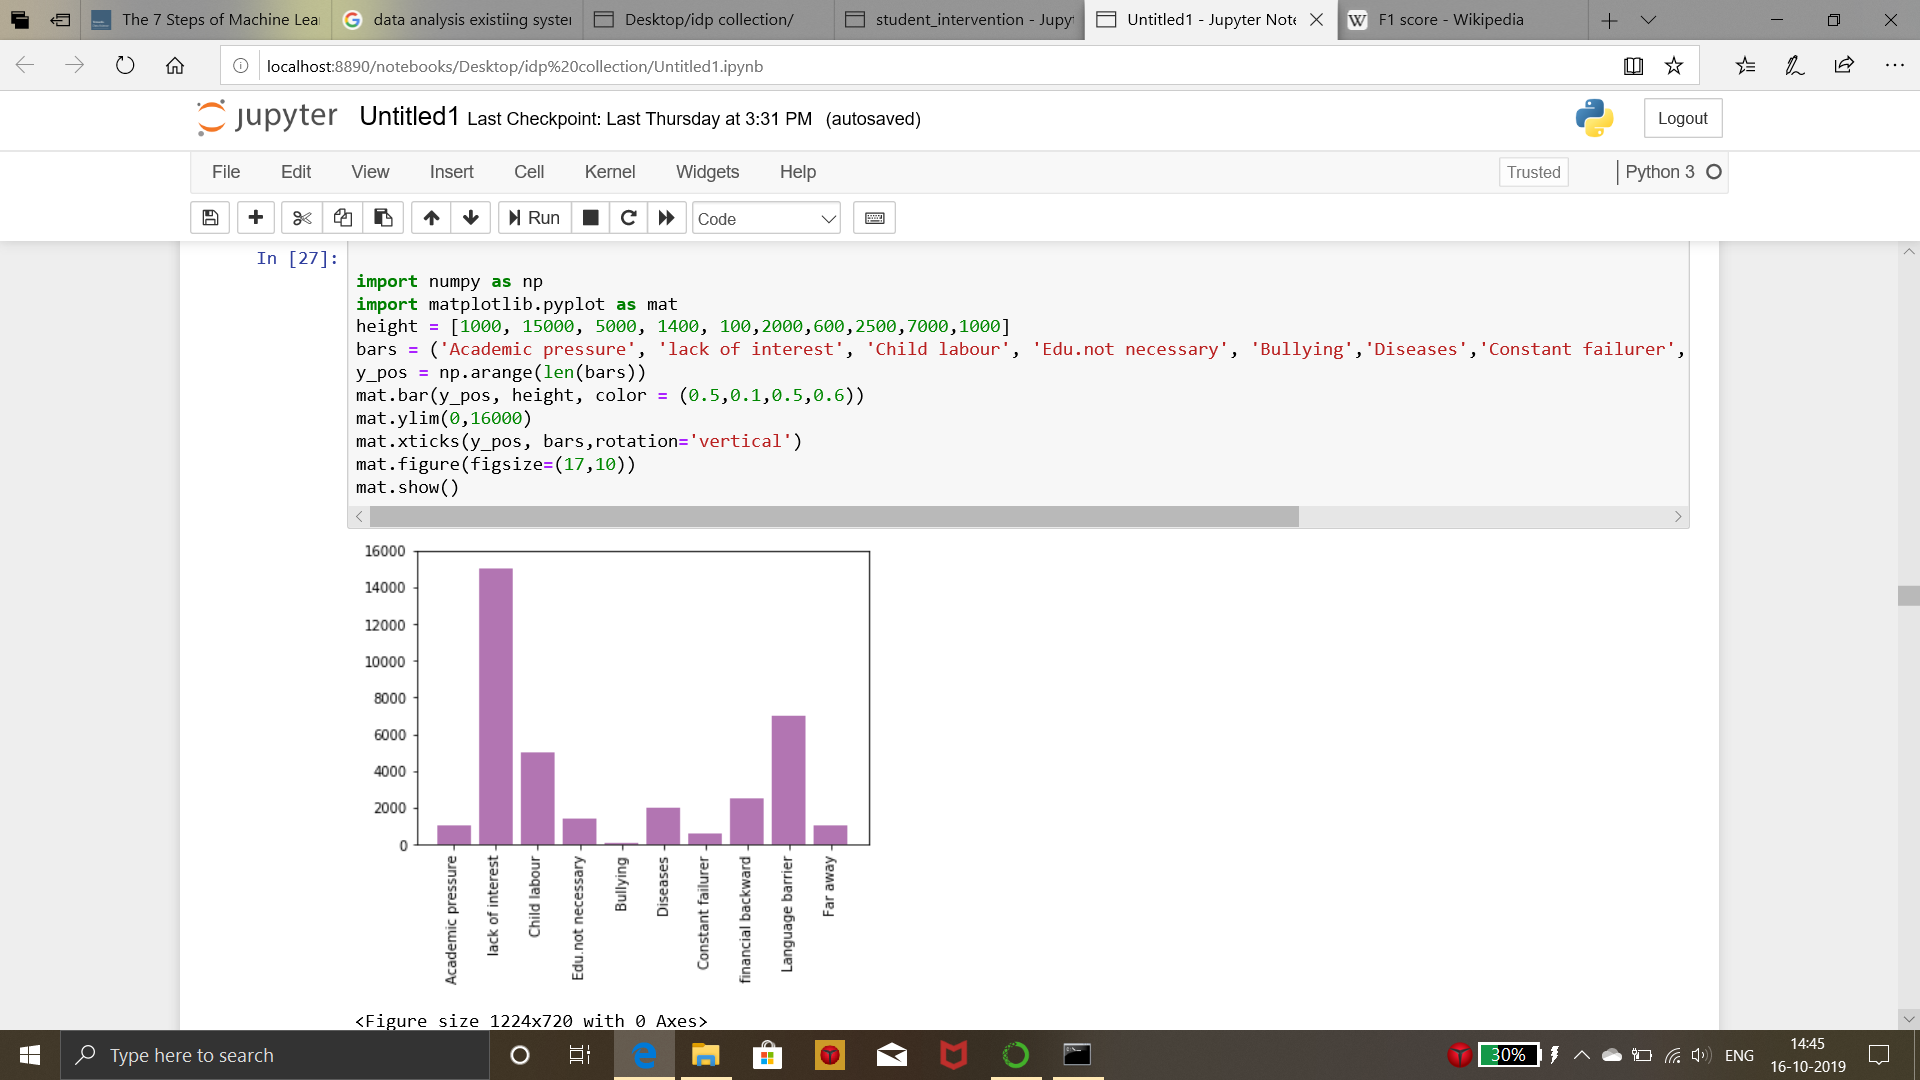 The 7 Steps of Machine Lea
data analysis existiing syster
Desktop/idp collection/
student_intervention - Jupyt
Untitled1 - Jupyter Note
W F1 score - Wikipedia
localhost:8890/notebooks/Desktop/idp%20collection/Untitled1.ipynb
jupyter Untitled1 Last Checkpoint: Last Thursday at 3:31 PM (autosaved)
Logout
File Edit View Insert Cell Kernel Widgets Help
Trusted
Python 3
Run
Code
In [27]:
import numpy as np
import matplotlib.pyplot as mat
height = [1000, 15000, 5000, 1400, 100,2000,600,2500,7000,1000]
bars = ('Academic pressure', 'lack of interest', 'Child labour', 'Edu.not necessary', 'Bullying','Diseases','Constant failurer',
y_pos = np.arange(len(bars))
mat.bar(y_pos, height, color = (0.5,0.1,0.5,0.6))
mat.ylim(0,16000)
mat.xticks(y_pos, bars,rotation='vertical')
mat.figure(figsize=(17,10))
mat.show()
16000
14000
12000
10000
8000
6000
4000
2000
0
Academic pressure
lack of interest
Child labour
Edu.not necessary
Bullying
Diseases
Constant failurer
financial backward
Language barrier
Far away
<Figure size 1224x720 with 0 Axes>
Type here to search
30%
ENG
14:45
16-10-2019